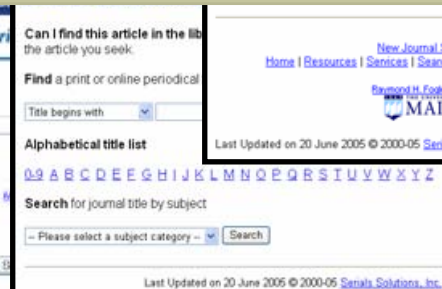 Can I find this article in the lib
the article you seek.
Find a print or online periodical
Title begins with
Alphabetical title list
0-9 A B C D E F G H I J K L M N O P Q R S T U V W X Y Z
Search for journal title by subject
-- Please select a subject category -- Search
Last Updated on 20 June 2005 © 2000-05 Serials Solutions, Inc.
New Journal S
Home | Resources | Services | Sear
Raymond H. Fogle
MAI
Last Updated on 20 June 2005 © 2000-05 Seri